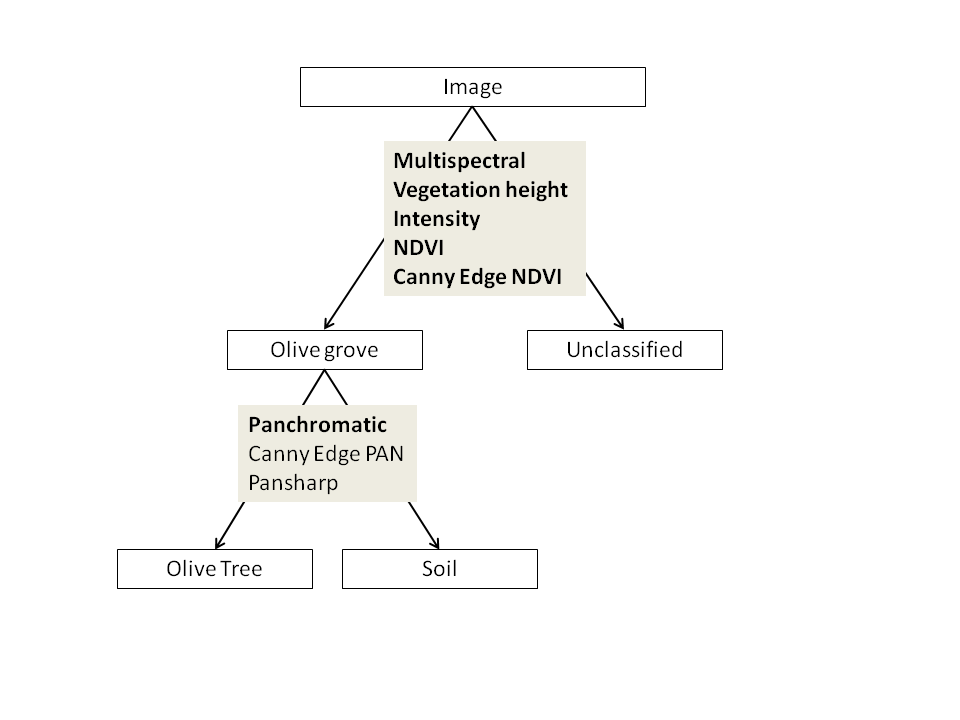 Image
Multispectral
Vegetation height
Intensity
NDVI
Canny Edge NDVI
Olive grove
Unclassified
Panchromatic
Canny Edge PAN
Pansharp
Olive Tree
Soil